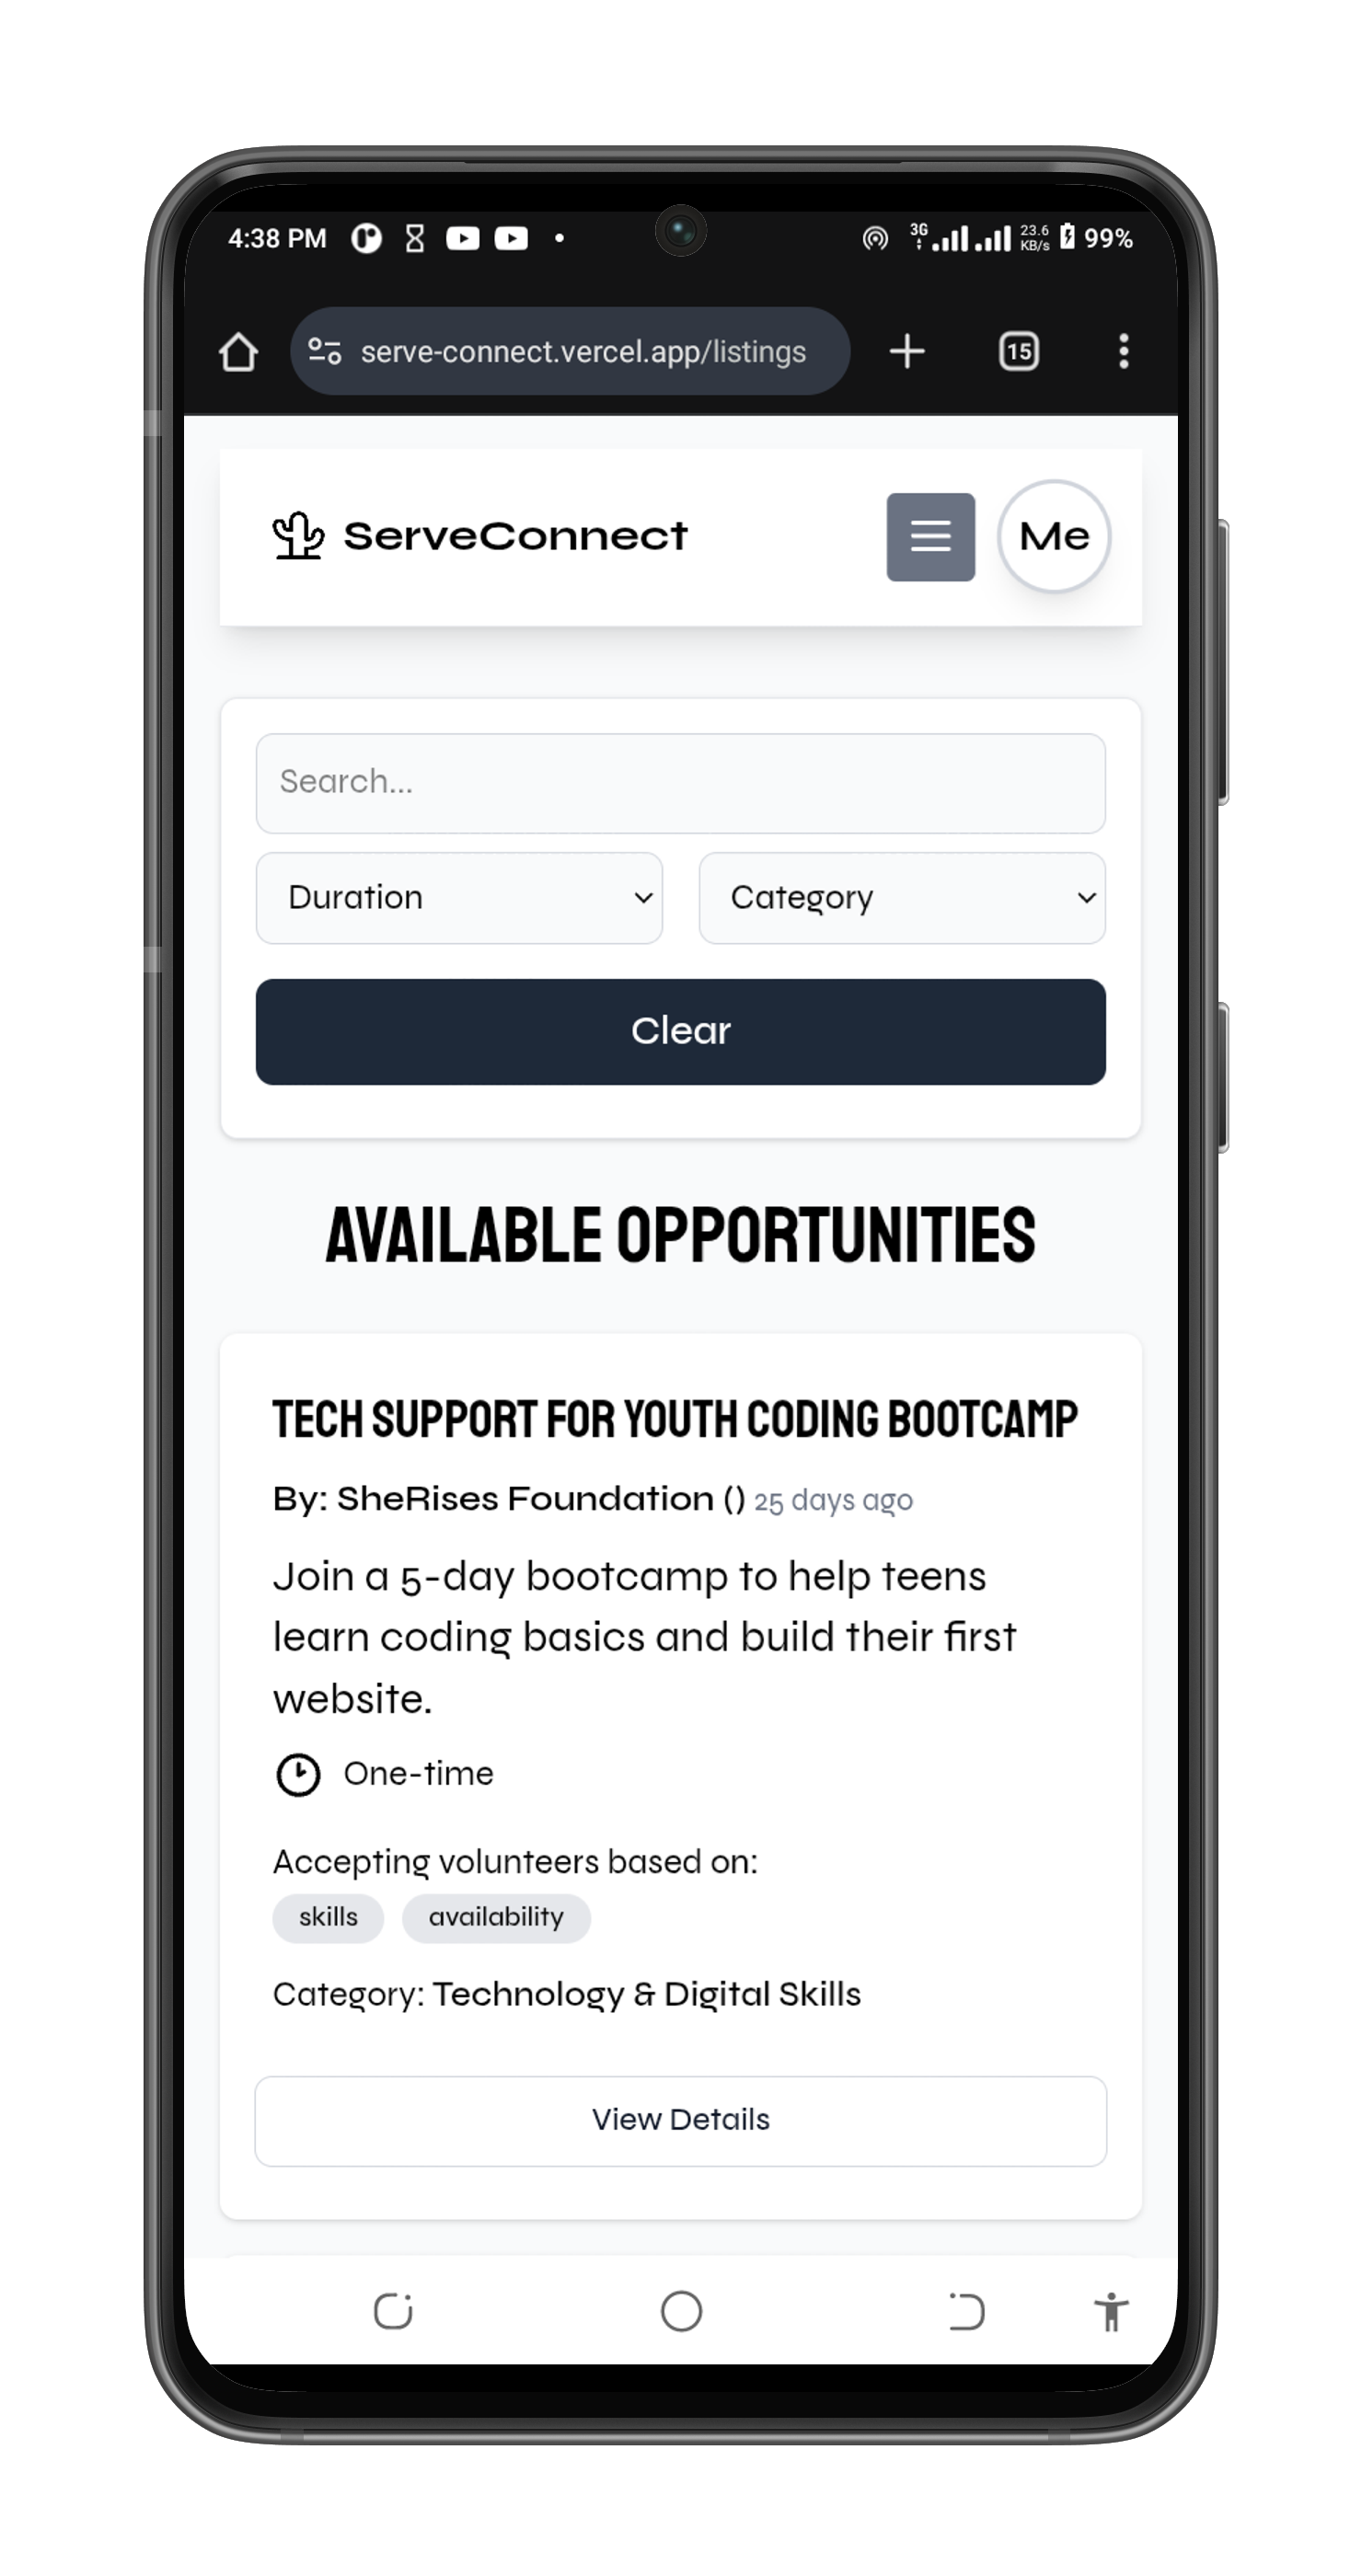 4:38 PM 3G 23.6 KB/s 99%
serve-connect.vercel.app/listings 15
ServeConnect Me
Search...
Duration Category
Clear
AVAILABLE OPPORTUNITIES
TECH SUPPORT FOR YOUTH CODING BOOTCAMP
By: SheRises Foundation () 25 days ago
Join a 5-day bootcamp to help teens
learn coding basics and build their first
website.
One-time
Accepting volunteers based on:
skills availability
Category: Technology & Digital Skills
View Details